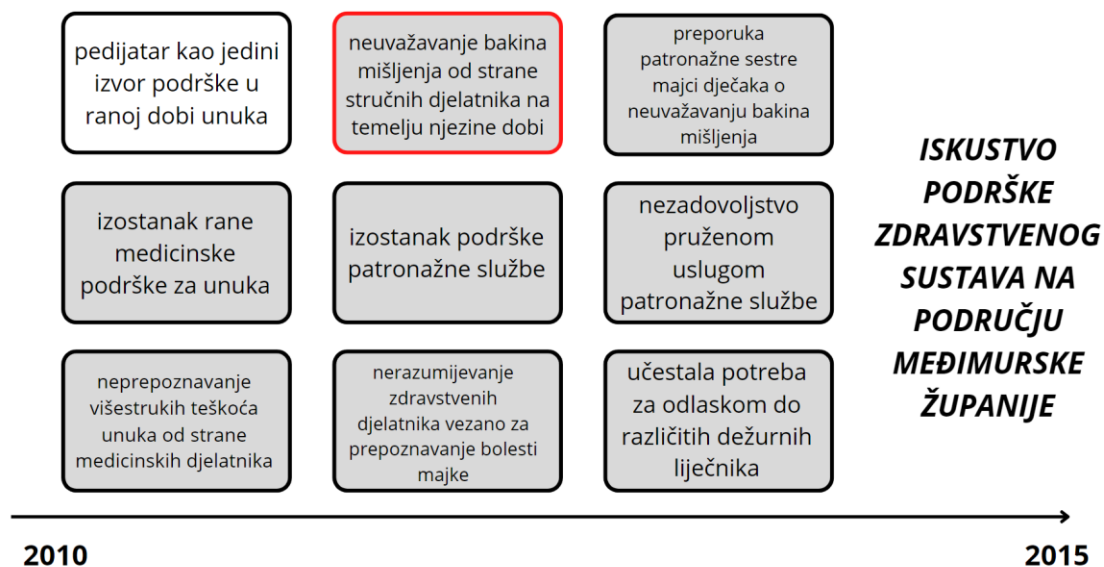 pedijatar kao jedini
izvor podrške u
ranoj dobi unuka
neuvažavanje bakina
mišljenja od strane
stručnih djelatnika na
temelju njezine dobi
preporuka
patronažne sestre
majci dječaka o
neuvažavanju bakina
mišljenja
izostanak rane
medicinske
podrške za unuka
izostanak podrške
patronažne službe
nezadovoljstvo
pruženom
uslugom
patronažne službe
neprepoznavanje
višestrukih teškoća
unuka od strane
medicinskih djelatnika
nerazumijevanje
zdravstvenih
djelatnika vezano za
prepoznavanje bolesti
majke
učestala potreba
za odlaskom do
različitih dežurnih
liječnika
ISKUSTVO
PODRŠKE
ZDRAVSTVENOG
SUSTAVA NA
PODRUČJU
MEĐIMURSKE
ŽUPANIJE
2010
2015